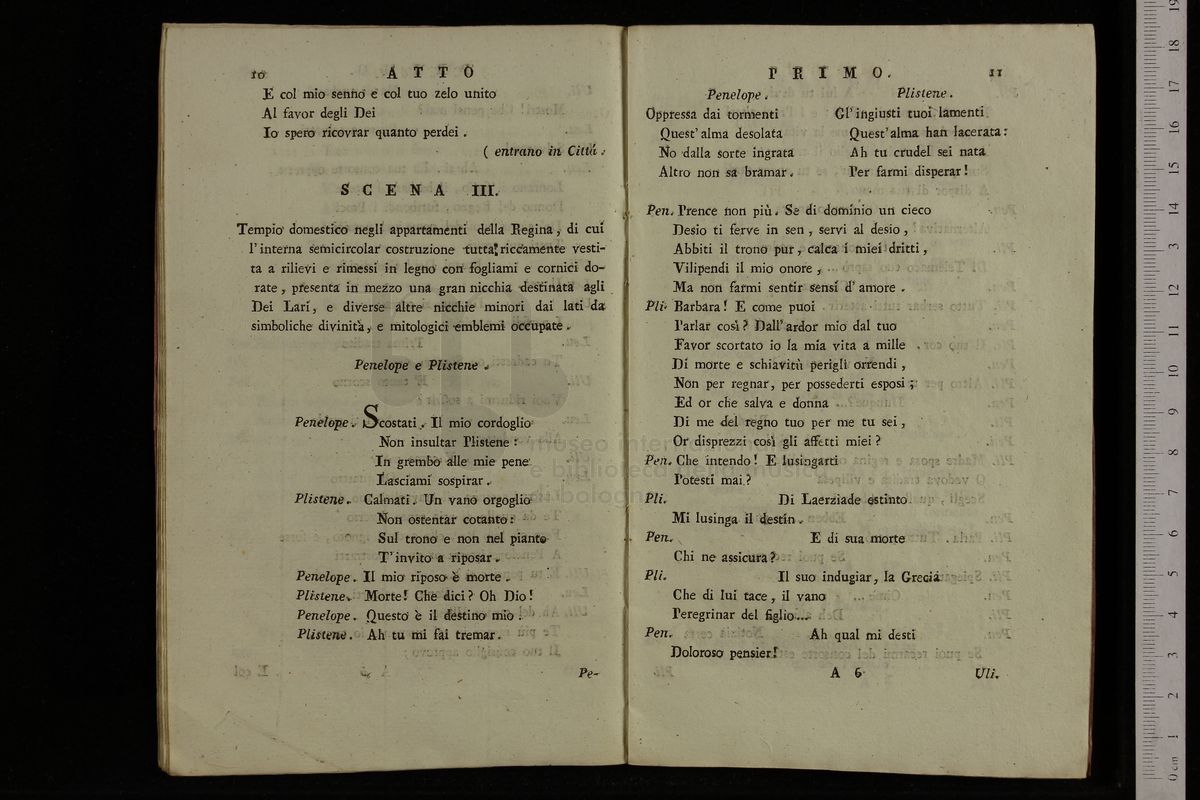 10 ATTO
E col mio senno e col tuo zelo unito
Al favor degli Dei
Io spero ricovrar quanto perdei.
( entrano in Cittá.
SCENA III.
Tempio domestico negli appartamenti della Regina, di cui
l'interna semicircolar costruzione tutta riccamente vesti-
ta a rilievi e rimessi in legno con fogliami e cornici do-
rate, presenta in mezzo una gran nicchia destinata agli
Dei Lari, e diverse altre nicchie minori dai lati da
simboliche divinità, e mitologici emblemi occupate.
Penelope e Plistene.
Penelope. Scostati. Il mio cordoglio
Non insultar Plistene:
In grembo alle mie pene
Lasciami sospirar.
Plistene. Calmati. Un vano orgoglio
Non ostentar cotanto:
Sul trono e non nel pianto
T'invito a riposar.
Penelope. Il mio riposo è morte.
Plistene. Morte! Che dici? Oh Dio!
Penelope. Questo è il destino mio.
Plistene. Ah tu mi fai tremar.
Pe-
PRIMO. 11
Penelope. Plistene.
Oppressa dai tormenti Gl'ingiusti tuoi lamenti
Quest'alma desolata Quest'alma han lacerata:
No dalla sorte ingrata Ah tu crudel sei nata
Altro non sa bramar. Per farmi disperar!
Pen. Prence non più. Se di dominio un cieco
Desio ti ferve in sen, servi al desio,
Abbiti il trono pur, calca i miei dritti,
Vilipendi il mio onore,
Ma non farmi sentir sensi d'amore.
Pli. Barbara! E come puoi
Parlar così? Dall'ardor mio dal tuo
Favor scortato io la mia vita a mille
Di morte e schiavitù perigli orrendi,
Non per regnar, per possederti esposi;
Ed or che salva e donna
Di me del regno tuo per me tu sei,
Or disprezzi così gli affetti miei?
Pen. Che intendo! E lusingarti
Potesti mai?
Pli. Di Laerziade estinto
Mi lusinga il destin.
Pen. E di sua morte
Chi ne assicura?
Pli. Il suo indugiar, la Grecia
Che di lui tace, il vano
Peregrinar del figlio...
Pen. Ah qual mi desti
Doloroso pensier!
A 6 Uli.
museo inter
e biblioteca della musica
di bologna